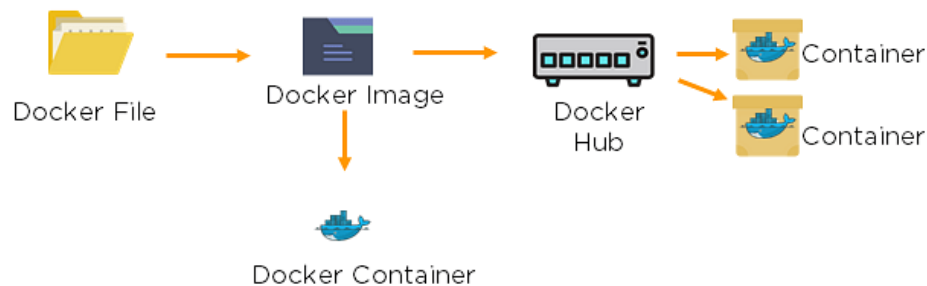 Docker File
Docker Image
Docker
Hub
Container
Container
Docker Container